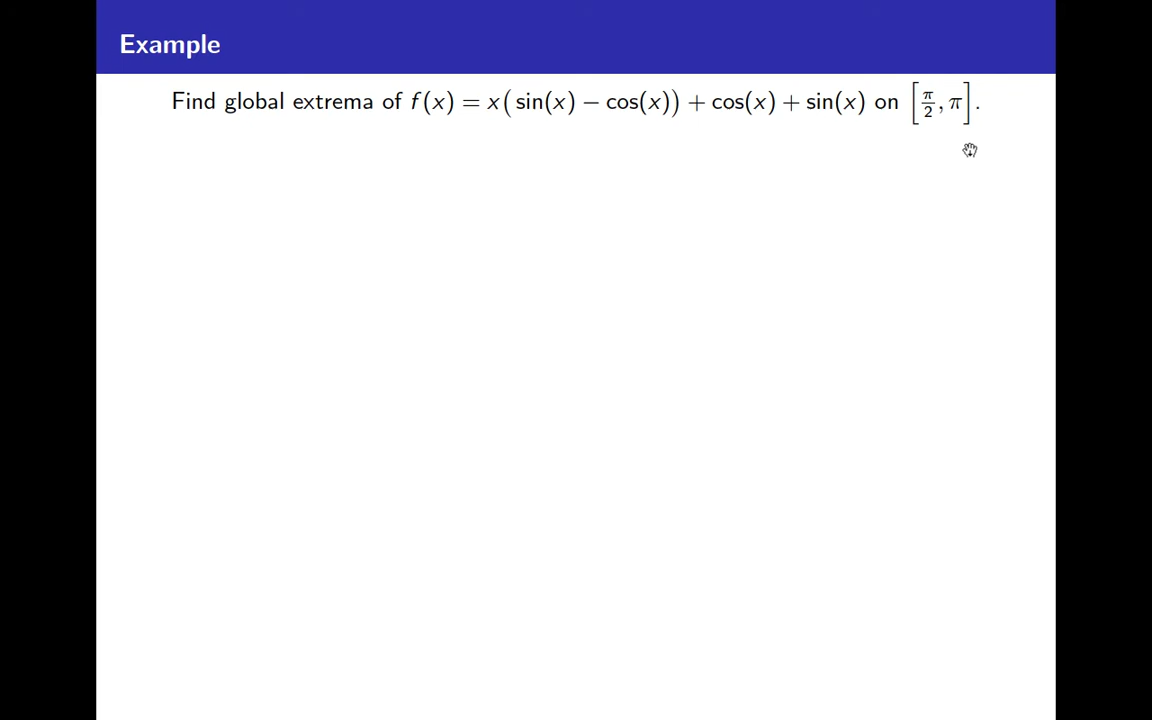 Example
Find global extrema of f(x) = x( sin(x) − cos(x)) + cos(x) + sin(x) on [π/2, π].